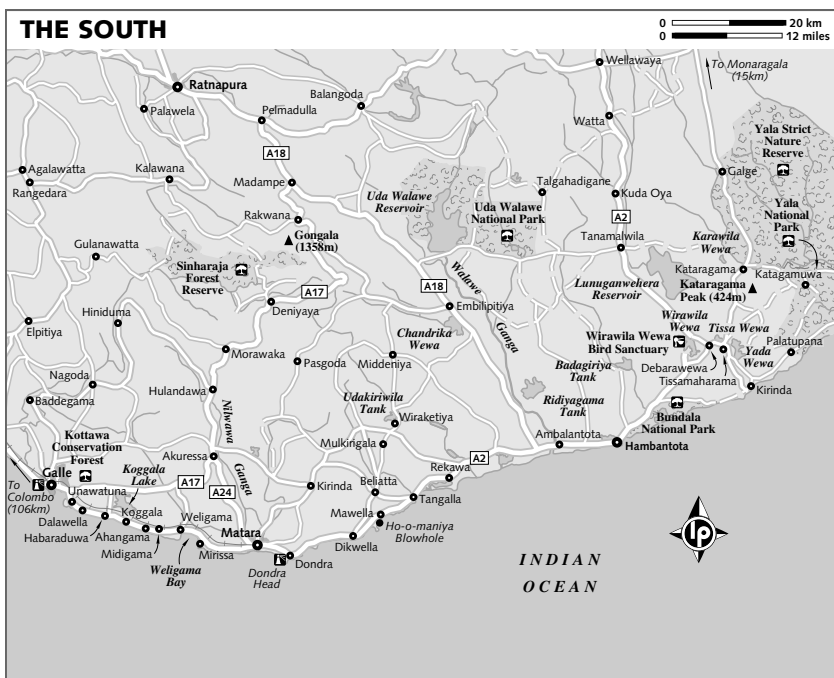 THE SOUTH
0 20 km
0 12 miles
To Monaragala
(15km)
Wellawaya
Ratnapura
Balangoda
Palawela
Pelmadulla
Watta
Yala Strict
Nature
Reserve
A18
Agalawatta
Kalawana
Rangedara
Madampe
Galge
Talgahadigane
Kuda Oya
Uda Walawe
Reservoir
Uda Walawe
National Park
Yala
National
Park
Rakwana
A2
Gongala
(1358m)
Karawila
Wewa
Tanamalwila
Gulanawatta
Sinharaja
Forest
Reserve
Walawe
Ganga
Kataragama
Katagamuwa
Kataragama
Peak (424m)
A17
A18
Lunuganwehera
Reservoir
Deniyaya
Embilipitiya
Hiniduma
Elpitiya
Chandrika
Wewa
Wirawila
Wewa
Tissa Wewa
Wirawila Wewa
Bird Sanctuary
Palatupana
Morawaka
Pasgoda
Middeniya
Badagiriya
Tank
Yada
Wewa
Debarawewa
Tissamaharama
Nagoda
Hulandawa
Baddegama
Nilwawa
Ganga
Udakiriwila
Tank
Wiraketiya
Ridiyagama
Tank
Kirinda
Bundala
National Park
Kottawa
Conservation
Forest
Akuressa
Mulkirigala
Ambalantota
Hambantota
A2
Koggala
Lake
Rekawa
To
Colombo
(106km)
Galle
A17
A24
Kirinda
Beliatta
Unawatuna
Tangalla
Dalawella
Koggala
Weligama
Mawella
Habaraduwa
Ahangama
Matara
Ho-o-maniya
Blowhole
Midigama
Mirissa
Dikwella
Weligama
Bay
Dondra
Dondra
Head
INDIAN
OCEAN
lp